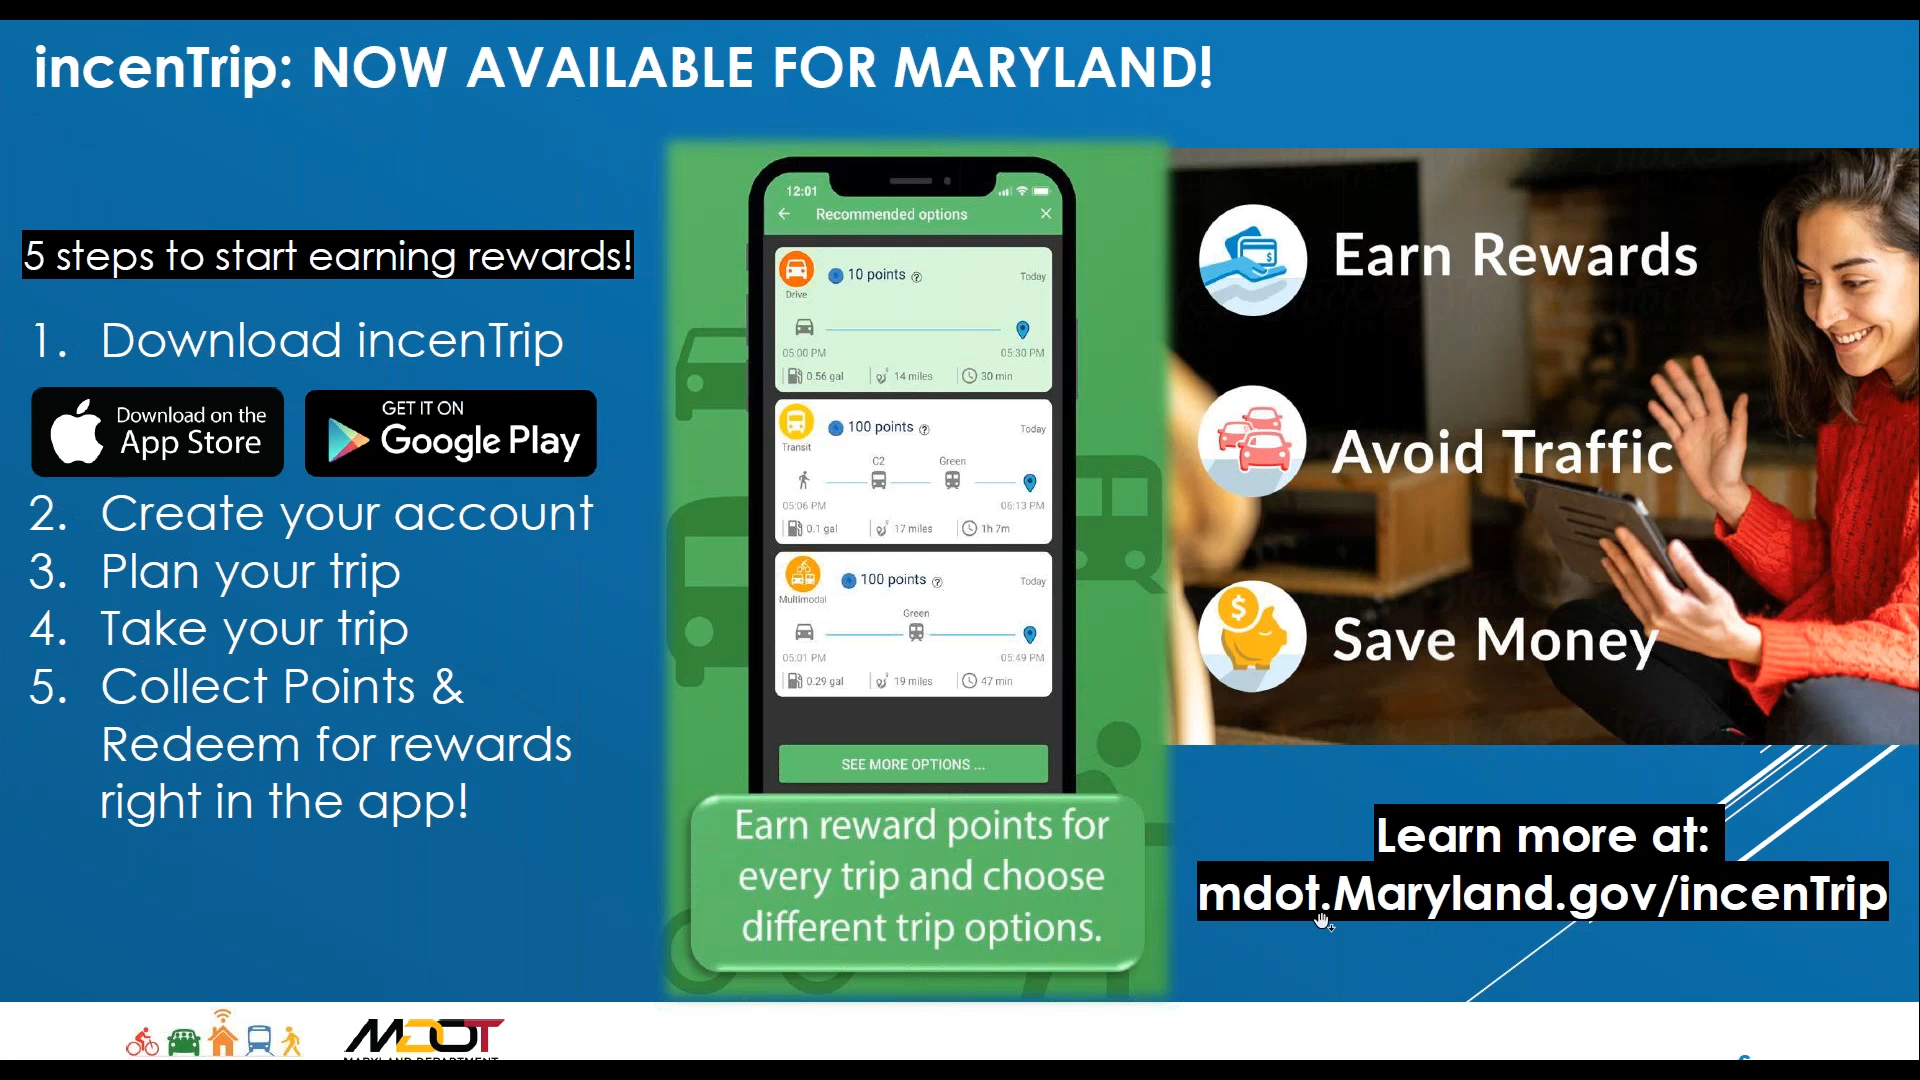 incenTrip: NOW AVAILABLE FOR MARYLAND!
5 steps to start earning rewards!
1. Download incenTrip
Download on the
App Store
GET IT ON
Google Play
2. Create your account
3. Plan your trip
4. Take your trip
5. Collect Points &
Redeem for rewards
right in the app!
12:01
Recommended options
10 points
Today
Drive
05:00 PM
05:30 PM
0.56 gal
14 miles
30 min
100 points
Today
Transit
C2
Green
05:06 PM
06:13 PM
0.1 gal
17 miles
1h 7m
100 points
Today
Multimodal
Green
05:01 PM
05:49 PM
0.29 gal
19 miles
47 min
SEE MORE OPTIONS ...
Earn reward points for
every trip and choose
different trip options.
Earn Rewards
Avoid Traffic
Save Money
Learn more at:
mdot.Maryland.gov/incenTrip
MDOT
MARYLAND DEPARTMENT